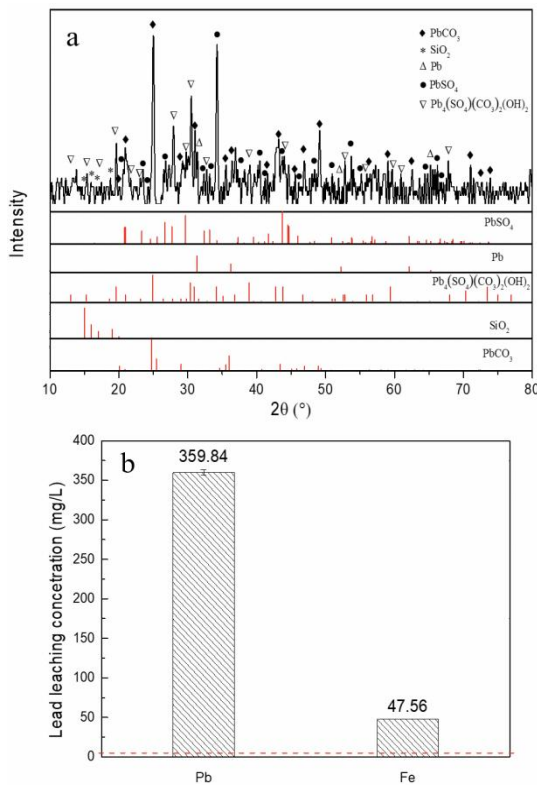 a
◆ PbCO₃
* SiO₂
△ Pb
● PbSO₄
▽ Pb₄(SO₄)(CO₃)₂(OH)₂
Intensity
PbSO₄
Pb
Pb₄(SO₄)(CO₃)₂(OH)₂
SiO₂
PbCO₃
10 20 30 40 50 60 70 80
2θ (°)
b
Lead leaching concetration (mg/L)
400
350
300
250
200
150
100
50
0
359.84
47.56
Pb Fe